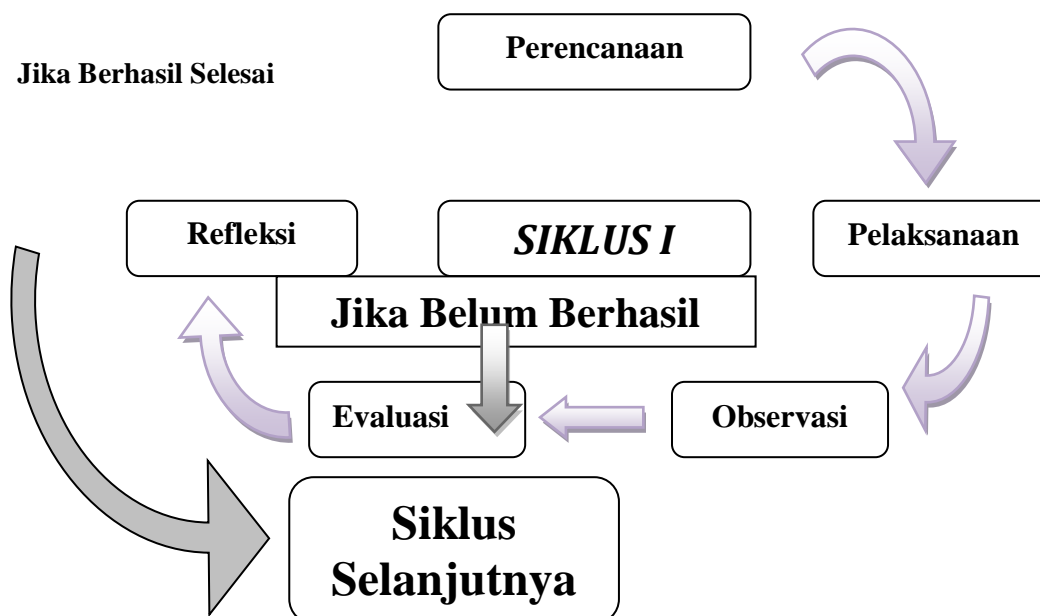 Perencanaan
Jika Berhasil Selesai
Refleksi
SIKLUS I
Pelaksanaan
Jika Belum Berhasil
Evaluasi
Observasi
Siklus
Selanjutnya